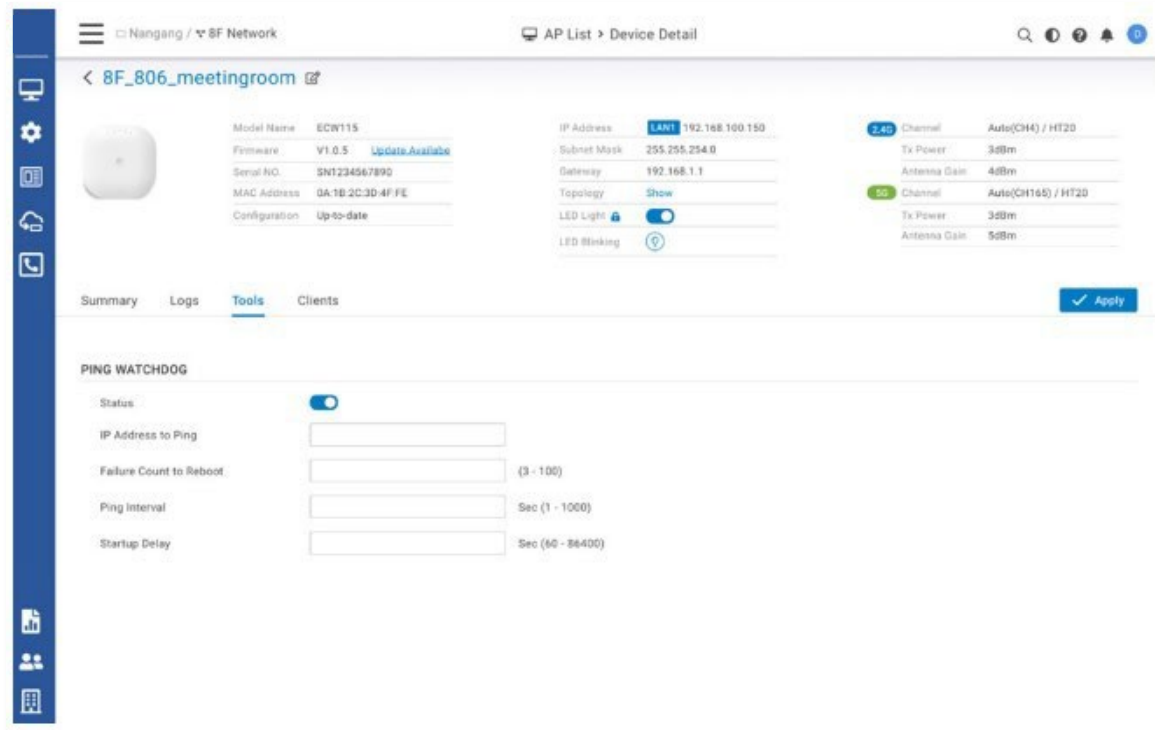 Nangang / 8F Network
AP List > Device Detail
D
8F_806_meetingroom
Model Name ECW115
Firmware V1.0.5 Update Availabe
Serial NO. SN1234567890
MAC Address 0A:1B:2C:3D:4F:FE
Configuration Up-to-date
IP Address LAN1 192.168.100.150
Subnet Mask 255.255.254.0
Gateway 192.168.1.1
Topology Show
LED Light
LED Blinking
2.4G Channel Auto(CH4) / HT20
Tx Power 3dBm
Antenna Gain 4dBm
5G Channel Auto(CH165) / HT20
Tx Power 3dBm
Antenna Gain 5dBm
Summary Logs Tools Clients Apply
PING WATCHDOG
Status
IP Address to Ping
Failure Count to Reboot (3 - 100)
Ping Interval Sec (1 - 1000)
Startup Delay Sec (60 - 86400)